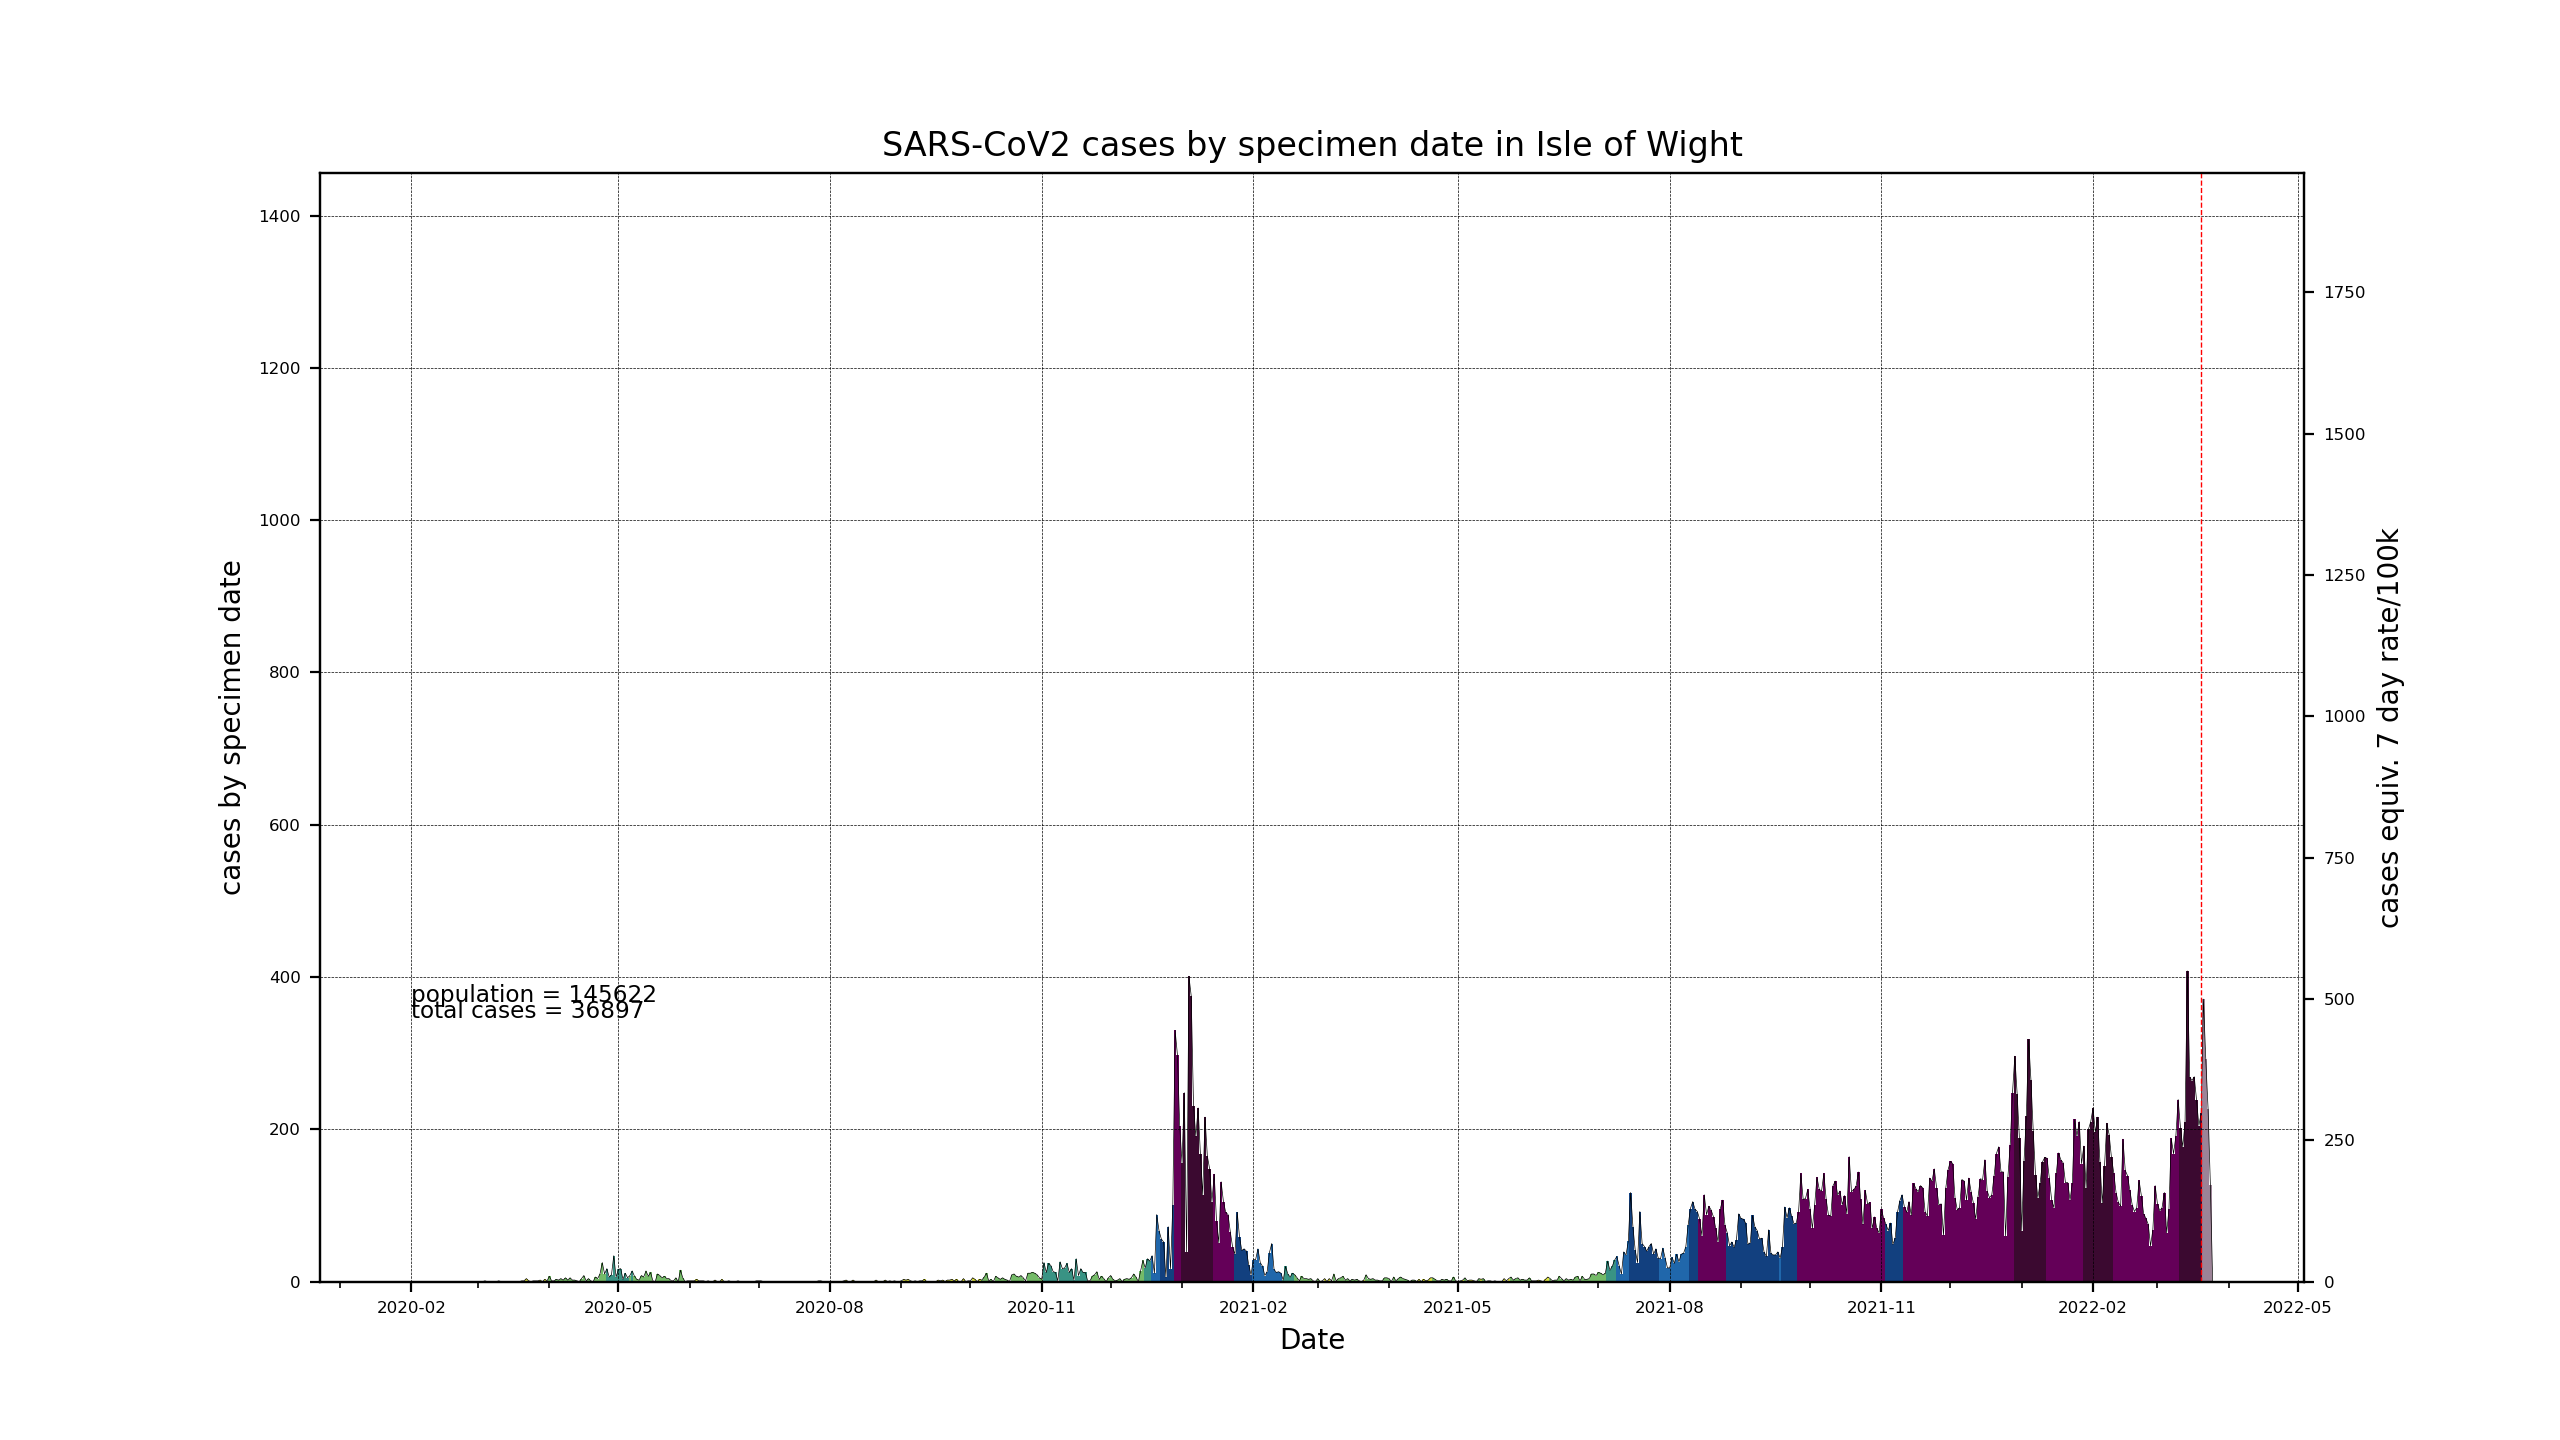 SARS-CoV2 cases by specimen date in Isle of Wight
cases by specimen date
1400
1200
1000
800
600
400
200
0
population = 145622
total cases = 36897
1750
1500
1250
1000
750
500
250
0
cases equiv. 7 day rate/100k
2020-02 2020-05 2020-08 2020-11 2021-02 2021-05 2021-08 2021-11 2022-02 2022-05
Date